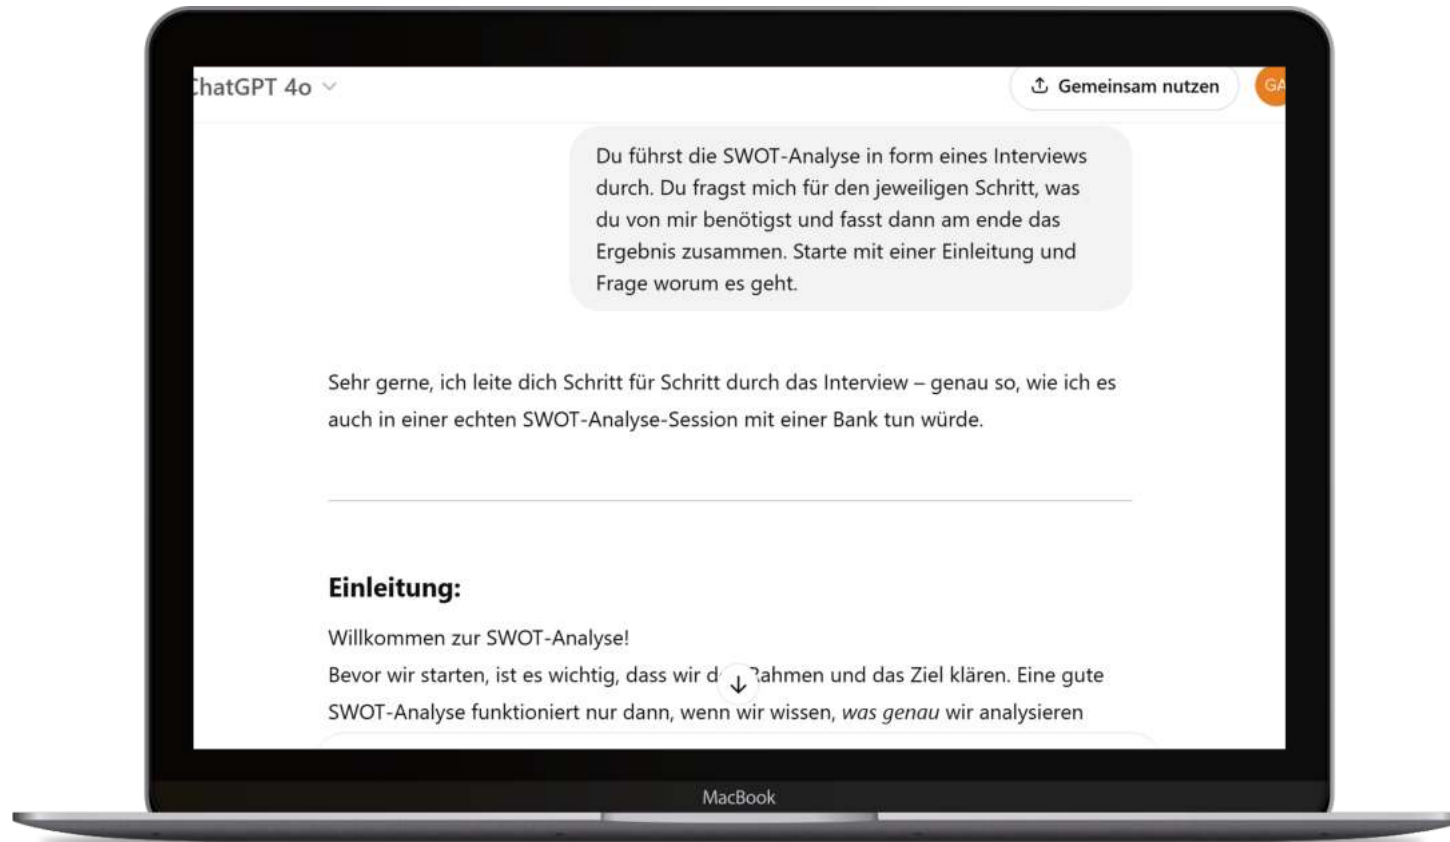 ChatGPT 4o
Gemeinsam nutzen
GA
Du führst die SWOT-Analyse in form eines Interviews
durch. Du fragst mich für den jeweiligen Schritt, was
du von mir benötigst und fasst dann am ende das
Ergebnis zusammen. Starte mit einer Einleitung und
Frage worum es geht.
Sehr gerne, ich leite dich Schritt für Schritt durch das Interview – genau so, wie ich es
auch in einer echten SWOT-Analyse-Session mit einer Bank tun würde.
Einleitung:
Willkommen zur SWOT-Analyse!
Bevor wir starten, ist es wichtig, dass wir Rahmen und das Ziel klären. Eine gute
SWOT-Analyse funktioniert nur dann, wenn wir wissen, was genau wir analysieren
MacBook